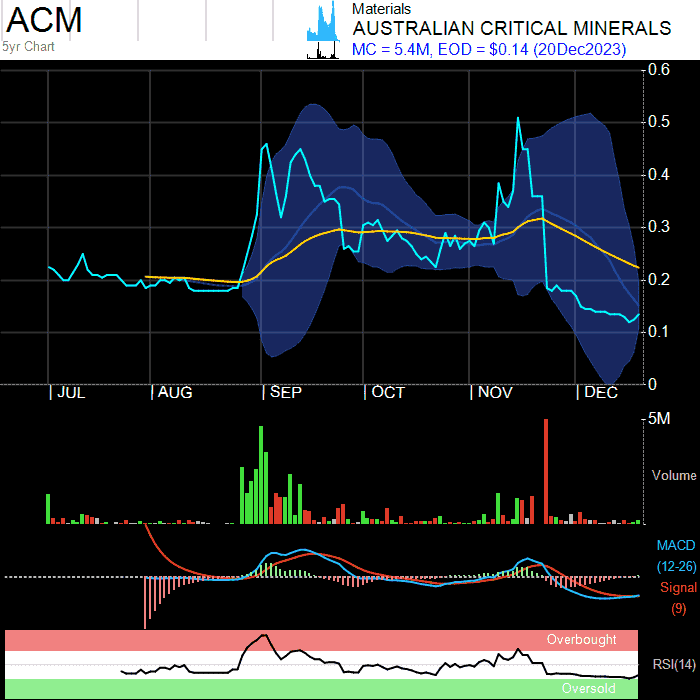 ACM
5yr Chart
Materials
AUSTRALIAN CRITICAL MINERALS
MC = 5.4M, EOD = $0.14 (20Dec2023)
0.6
0.5
0.4
0.3
0.2
0.1
0
| JUL | AUG | SEP | OCT | NOV | DEC
5M
Volume
MACD
(12-26)
Signal
(9)
Overbought
RSI(14)
Oversold